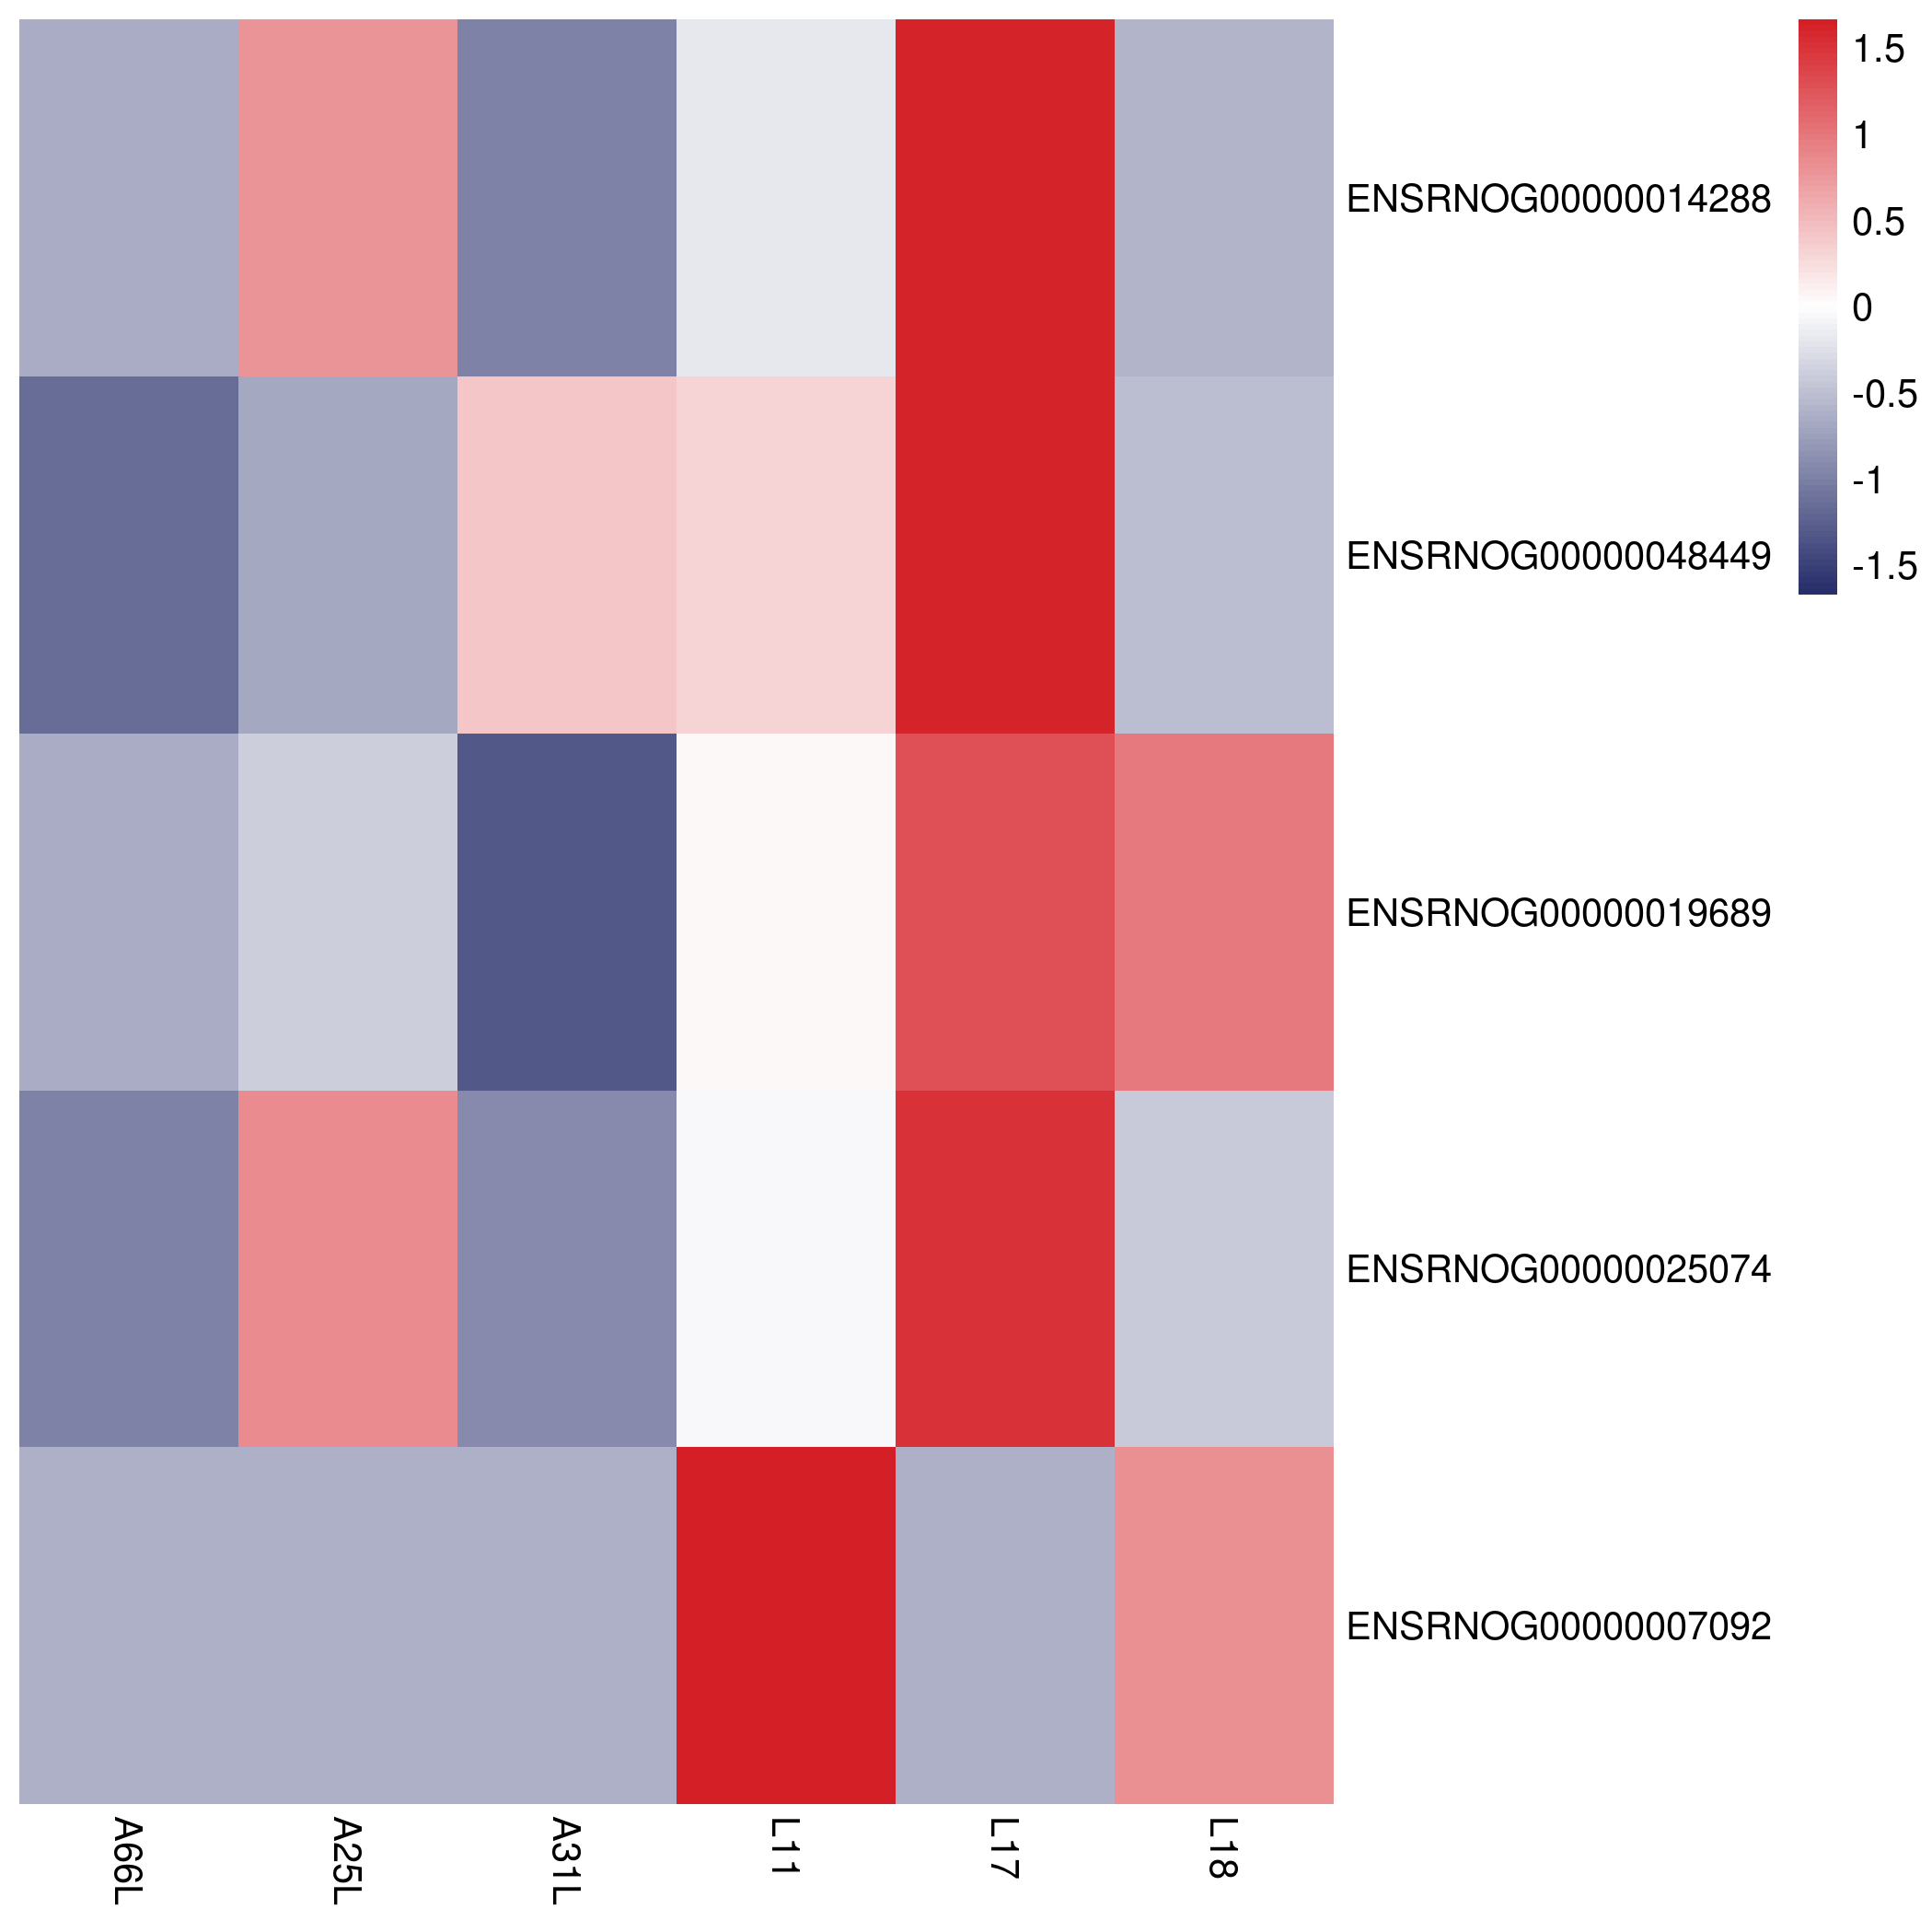 1.5
1
0.5
0
-0.5
-1
-1.5
ENSRNOG00000014288
ENSRNOG00000048449
ENSRNOG00000019689
ENSRNOG00000025074
ENSRNOG00000007092
A66L
A25L
A31L
L11
L17
L18